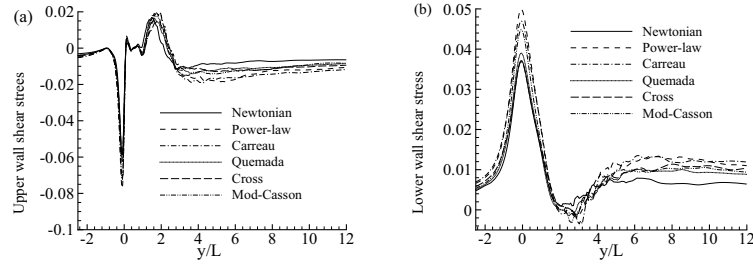 (a)
Upper wall shear strees
0.02
0
-0.02
-0.04
-0.06
-0.08
-0.1
-2 0 2 4 6 8 10 12
y/L
Newtonian
Power-law
Carreau
Quemada
Cross
Mod-Casson
(b)
Lower wall shear stress
0.05
0.04
0.03
0.02
0.01
0
-2 0 2 4 6 8 10 12
y/L
Newtonian
Power-law
Carreau
Quemada
Cross
Mod-Casson